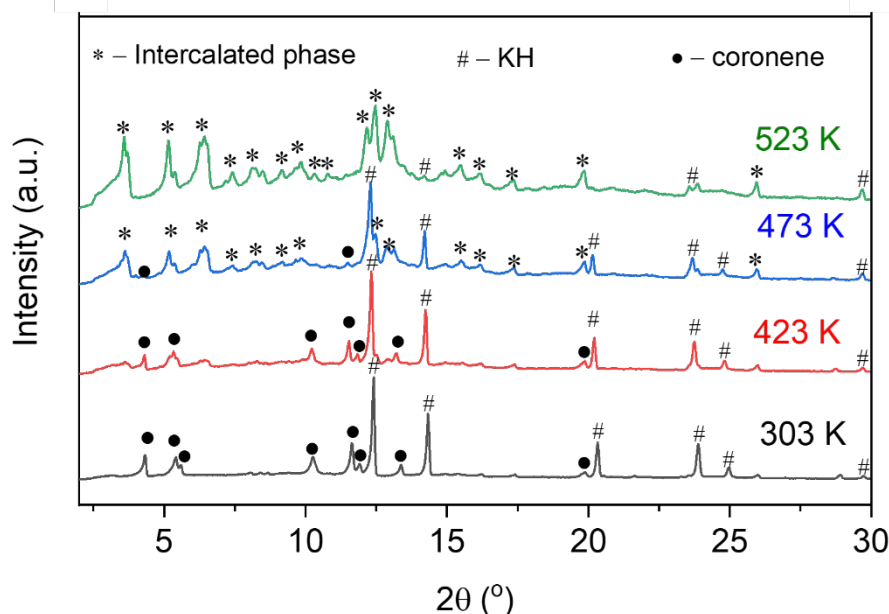 * – Intercalated phase # – KH ● – coronene
523 K
473 K
423 K
303 K
Intensity (a.u.)
5 10 15 20 25 30
2θ (°)